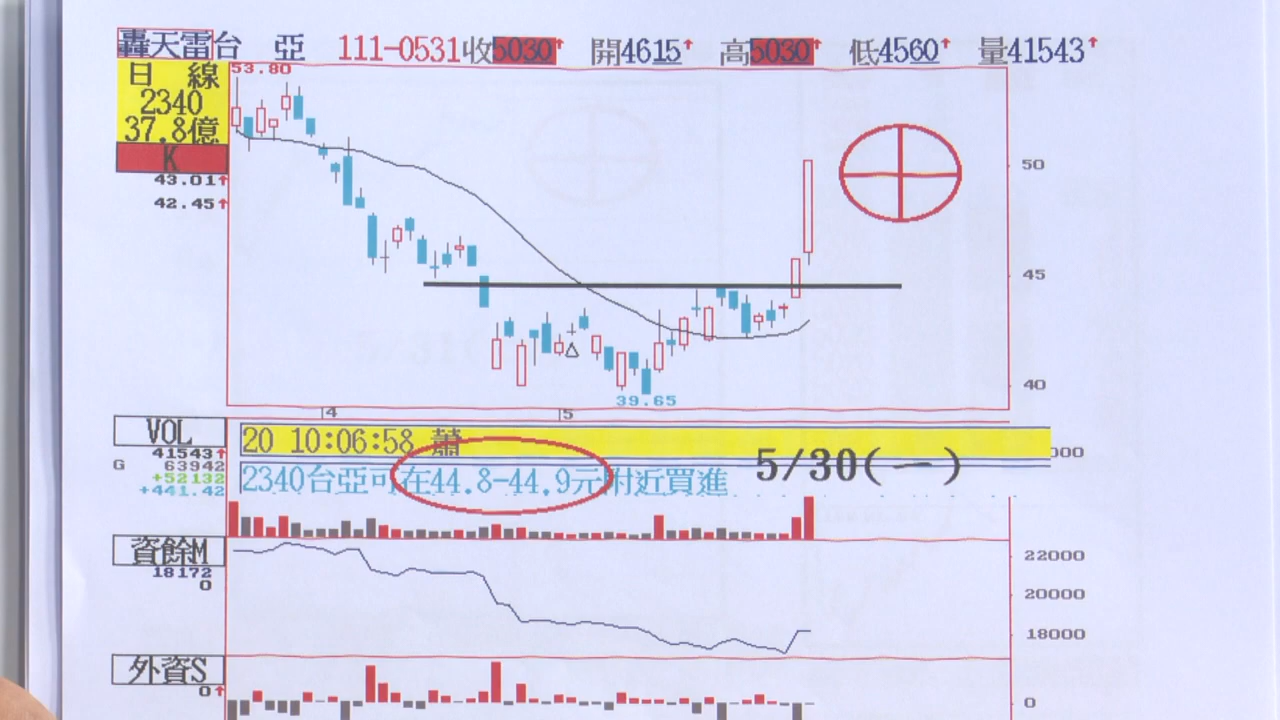 轟天雷台 亞 111-0531收5030↑ 開4615↑ 高5030↑ 低4560↑ 量41543↑
日 線
2340
37.8億
K
43.01↑
42.45↑
53.80
50
45
40
39.65
4
5
VOL
41543↑
G 63942
+52132
+441.42
20 10:06:58 蕭
2340台亞可在44.8-44.9元附近買進
5/30(一)
資餘M
18172
0
22000
20000
18000
外資S
0↑
0